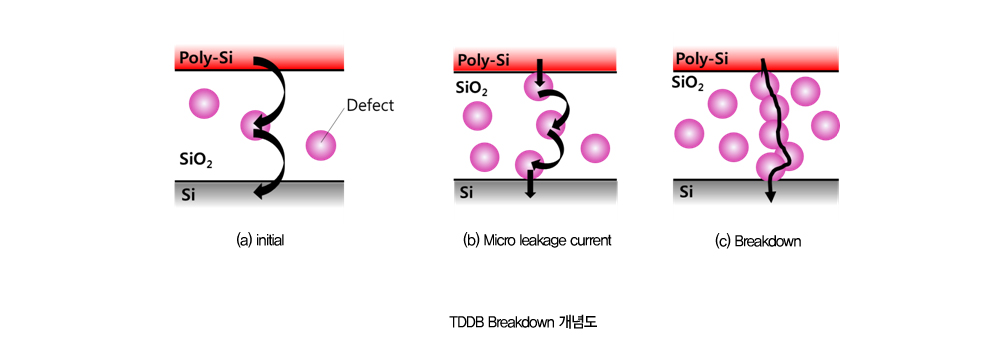 Poly-Si
Defect
SiO₂
Si
(a) initial
Poly-Si
SiO₂
Si
(b) Micro leakage current
Poly-Si
SiO₂
Si
(c) Breakdown
TDDB Breakdown 개념도